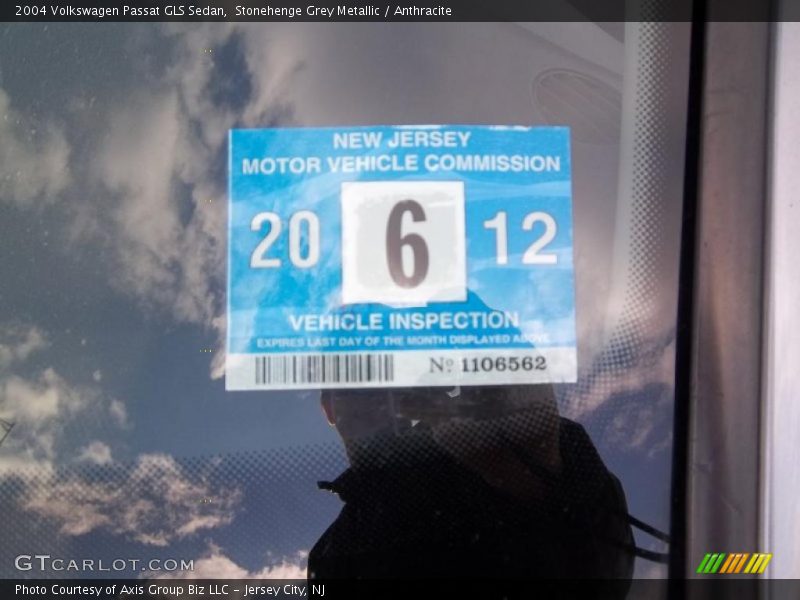 2004 Volkswagen Passat GLS Sedan, Stonehenge Grey Metallic / Anthracite
NEW JERSEY
MOTOR VEHICLE COMMISSION
20 6 12
VEHICLE INSPECTION
EXPIRES LAST DAY OF THE MONTH DISPLAYED ABOVE
Nº 1106562
GTCARLOT.COM
Photo Courtesy of Axis Group Biz LLC - Jersey City, NJ